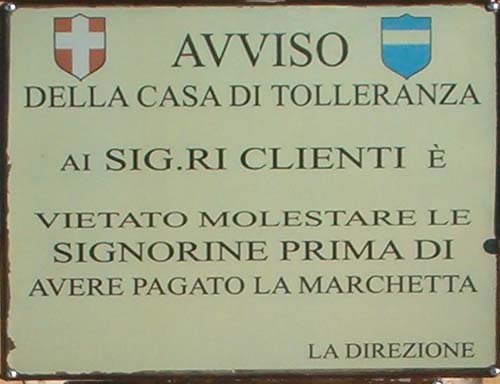 AVVISO
DELLA CASA DI TOLLERANZA
AI SIG.RI CLIENTI È
VIETATO MOLESTARE LE
SIGNORINE PRIMA DI
AVERE PAGATO LA MARCHETTA
LA DIREZIONE